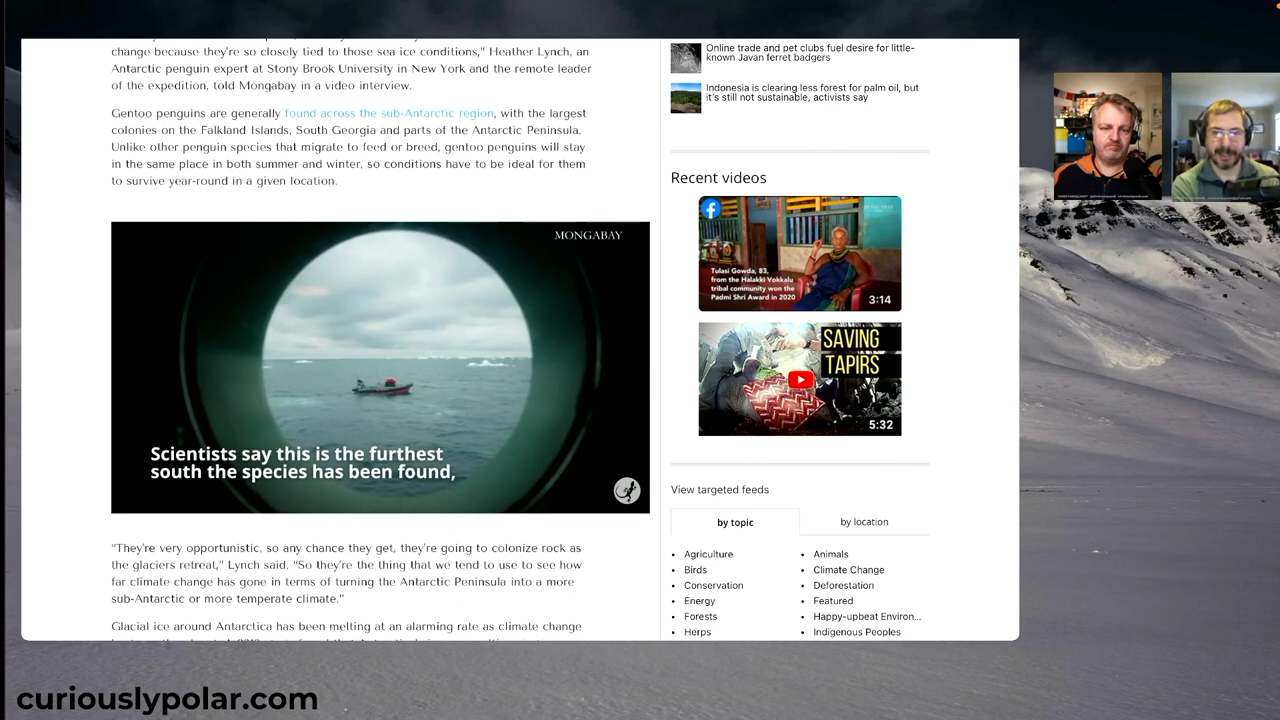 change because they're so closely tied to those sea ice conditions," Heather Lynch, an
Antarctic penguin expert at Stony Brook University in New York and the remote leader
of the expedition, told Mongabay in a video interview.
Gentoo penguins are generally found across the sub-Antarctic region, with the largest
colonies on the Falkland Islands, South Georgia and parts of the Antarctic Peninsula.
Unlike other penguin species that migrate to feed or breed, gentoo penguins will stay
in the same place in both summer and winter, so conditions have to be ideal for them
to survive year-round in a given location.
MONGABAY
Scientists say this is the furthest
south the species has been found,
"They're very opportunistic, so any chance they get, they're going to colonize rock as
the glaciers retreat," Lynch said. "So they're the thing that we tend to use to see how
far climate change has gone in terms of turning the Antarctic Peninsula into a more
sub-Antarctic or more temperate climate."
Glacial ice around Antarctica has been melting at an alarming rate as climate change
Online trade and pet clubs fuel desire for little-
known Javan ferret badgers
Indonesia is clearing less forest for palm oil, but
it's still not sustainable, activists say
Recent videos
MONGABAY
Tulasi Gowda, 83,
from the Halakki Vokkalu
tribal community won the
Padmi Shri Award in 2020
3:14
SAVING
TAPIRS
5:32
View targeted feeds
by topic
by location
• Agriculture
• Birds
• Conservation
• Energy
• Forests
• Herps
• Animals
• Climate Change
• Deforestation
• Featured
• Happy-upbeat Environ...
• Indigenous Peoples
curiouslypolar.com